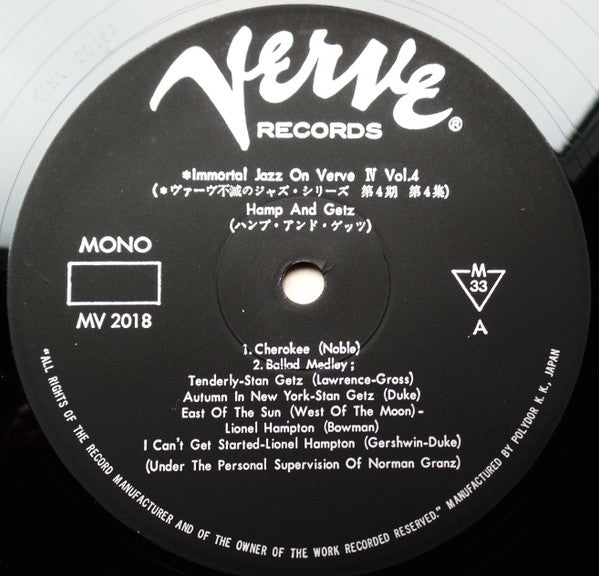 Verve®
RECORDS
*Immortal Jazz On Verve Ⅳ Vol.4
(*ヴァーヴ不滅のジャズ・シリーズ 第4期 第4集)
Hamp And Getz
(ハンプ・アンド・ゲッツ)
MONO
MV 2018
M
33
A
1. Cherokee (Noble)
2. Ballad Medley;
Tenderly-Stan Getz (Lawrence-Gross)
Autumn In New York-Stan Getz (Duke)
East Of The Sun (West Of The Moon)-
Lionel Hampton (Bowman)
I Can't Get Started-Lionel Hampton (Gershwin-Duke)
(Under The Personal Supervision Of Norman Granz)
"ALL RIGHTS OF THE RECORD MANUFACTURER AND OF THE OWNER OF THE WORK RECORDED RESERVED." MANUFACTURED BY POLYDOR K. K., JAPAN